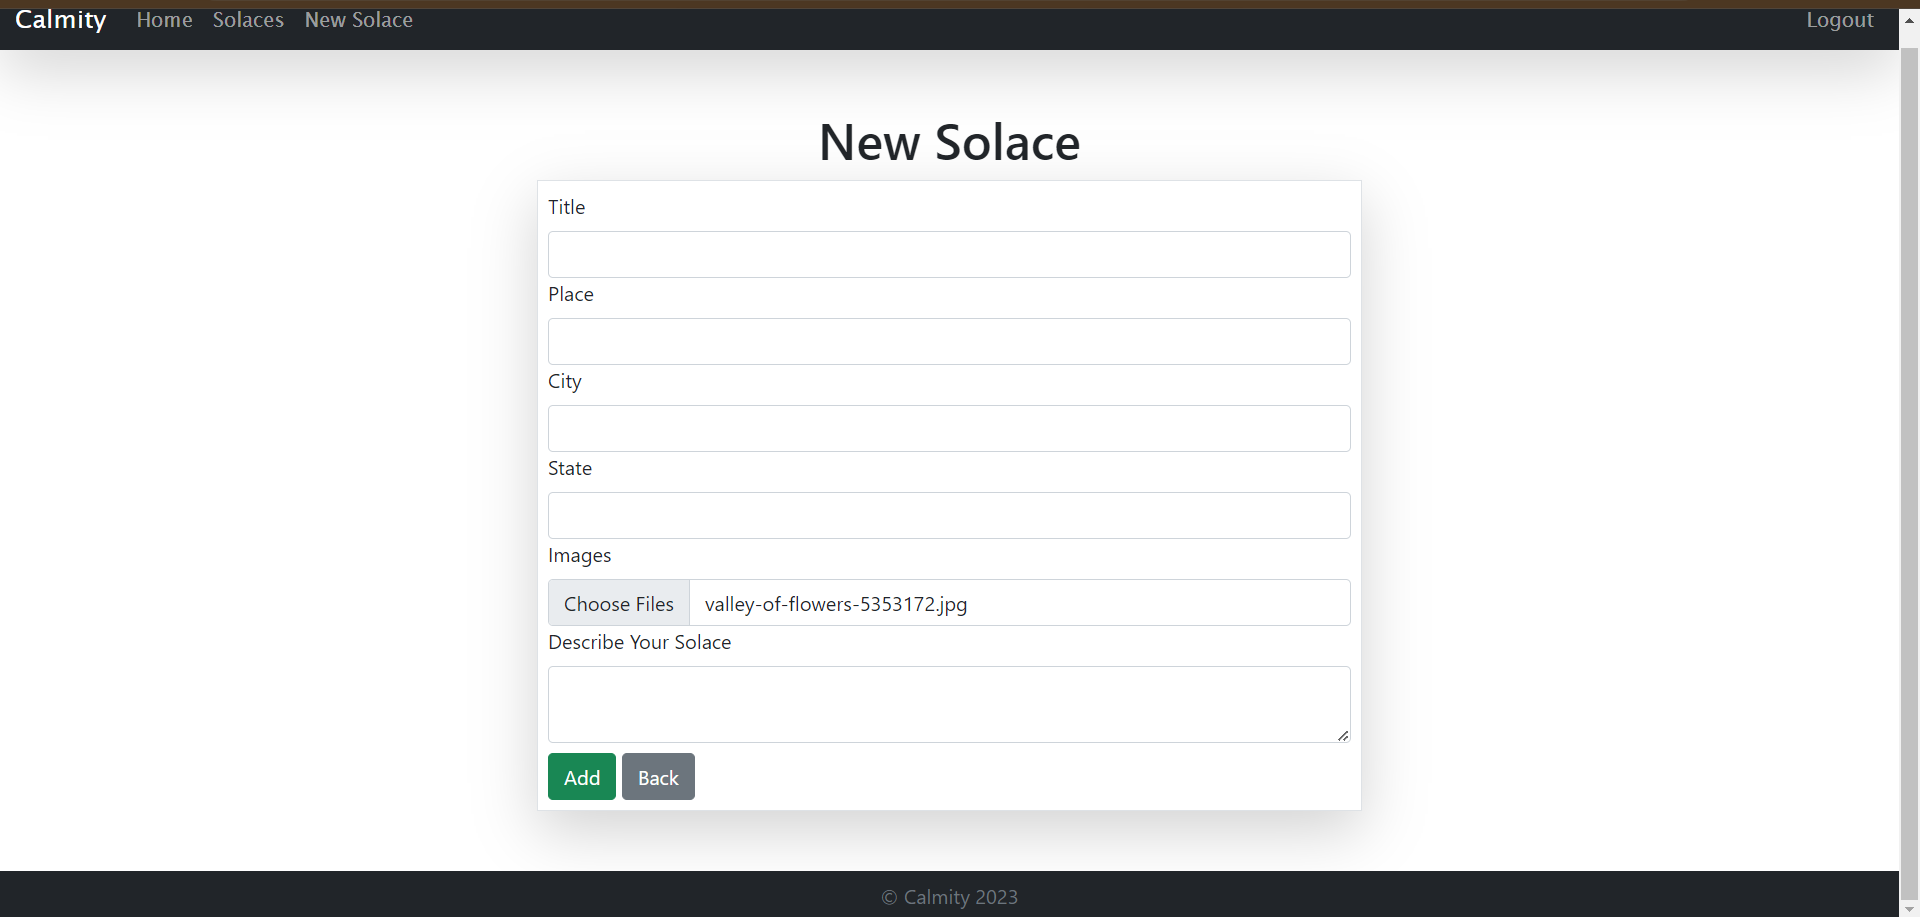 Calmity Home Solaces New Solace Logout
New Solace
Title
Place
City
State
Images
Choose Files valley-of-flowers-5353172.jpg
Describe Your Solace
Add Back
© Calmity 2023